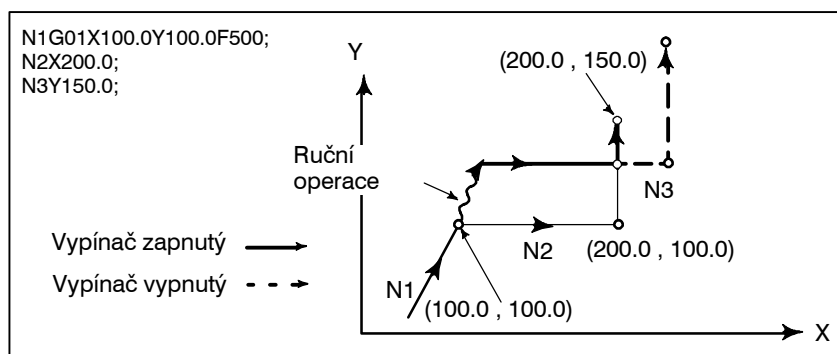 N1G01X100.0Y100.0F500;
N2X200.0;
N3Y150.0;
Y
(200.0 , 150.0)
Ruční
operace
N3
Vypínač zapnutý
N2
(200.0 , 100.0)
Vypínač vypnutý
N1
(100.0 , 100.0)
X